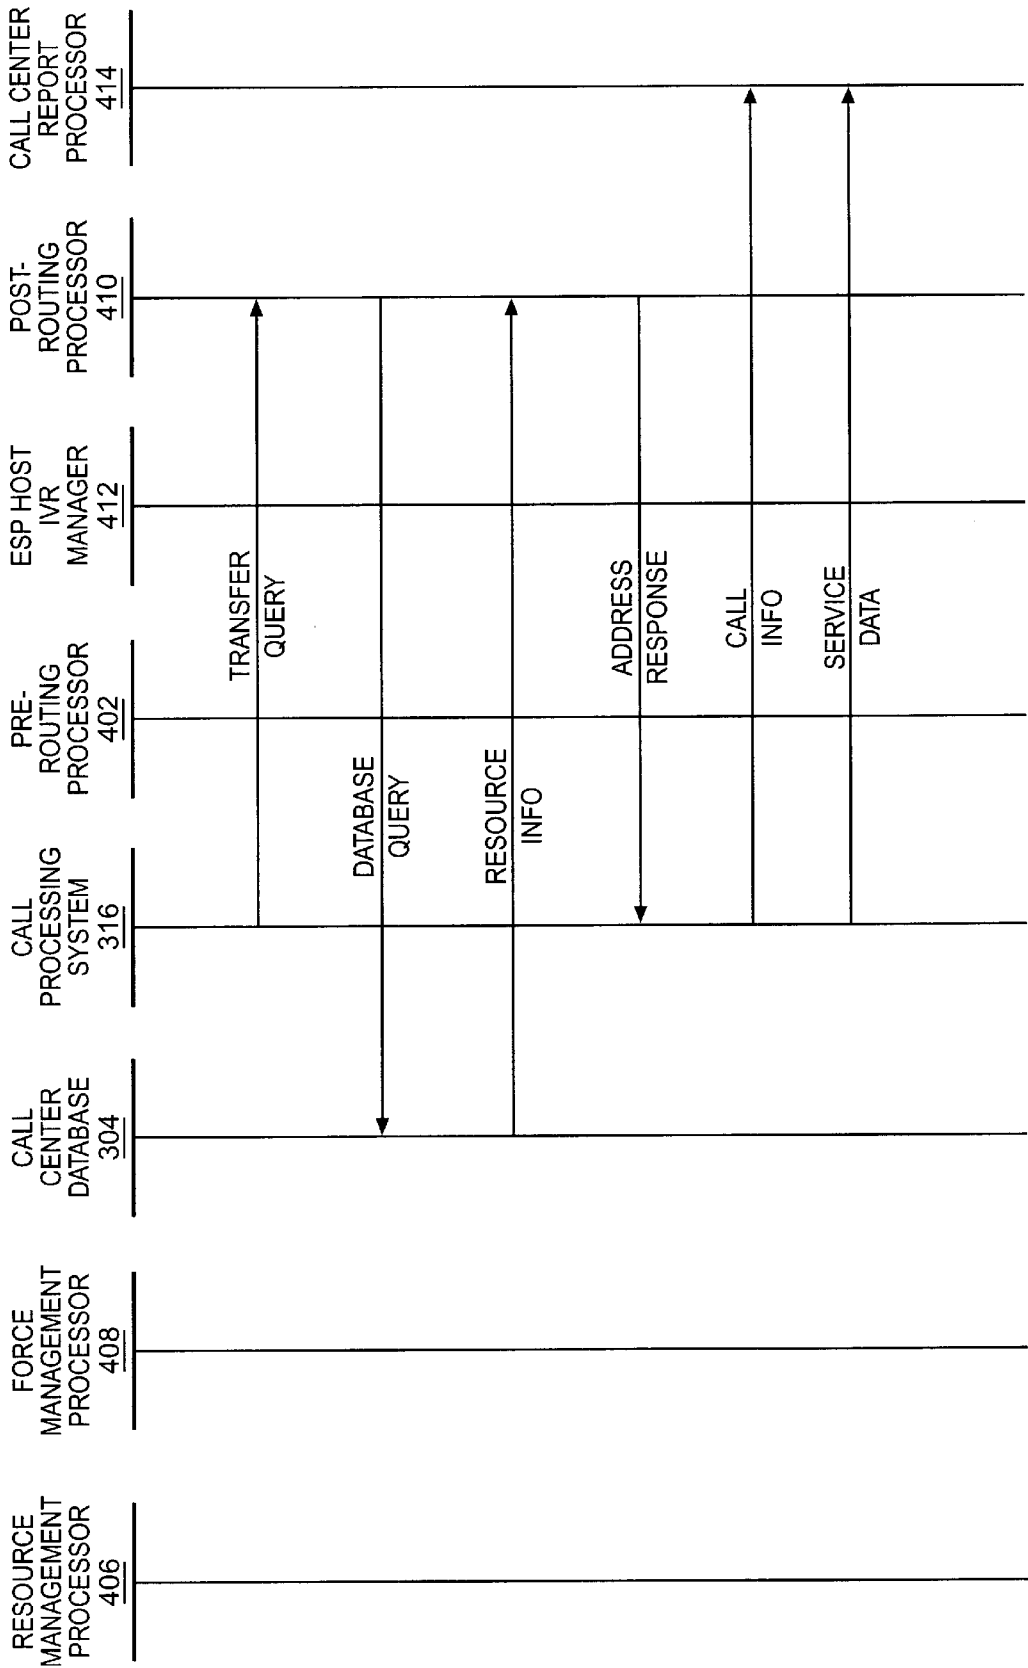 RESOURCE
MANAGEMENT
PROCESSOR
406
FORCE
MANAGEMENT
PROCESSOR
408
CALL
CENTER
DATABASE
304
CALL
PROCESSING
SYSTEM
316
PRE-
ROUTING
PROCESSOR
402
ESP HOST
IVR
MANAGER
412
POST-
ROUTING
PROCESSOR
410
CALL CENTER
REPORT
PROCESSOR
414
TRANSFER
QUERY
DATABASE
QUERY
RESOURCE
INFO
ADDRESS
RESPONSE
CALL
INFO
SERVICE
DATA